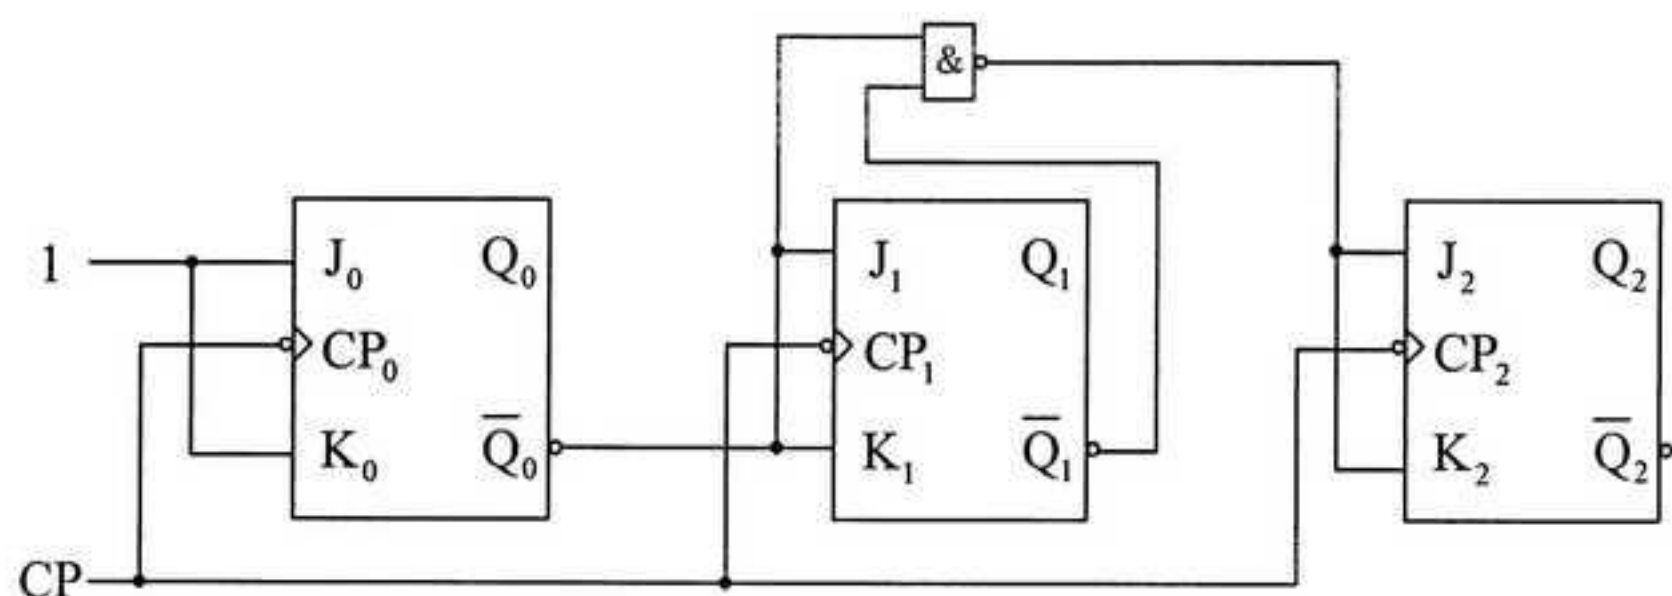 &
1
J₀ Q₀
CP₀
K₀ Q̅₀
J₁ Q₁
CP₁
K₁ Q̅₁
J₂ Q₂
CP₂
K₂ Q̅₂
CP